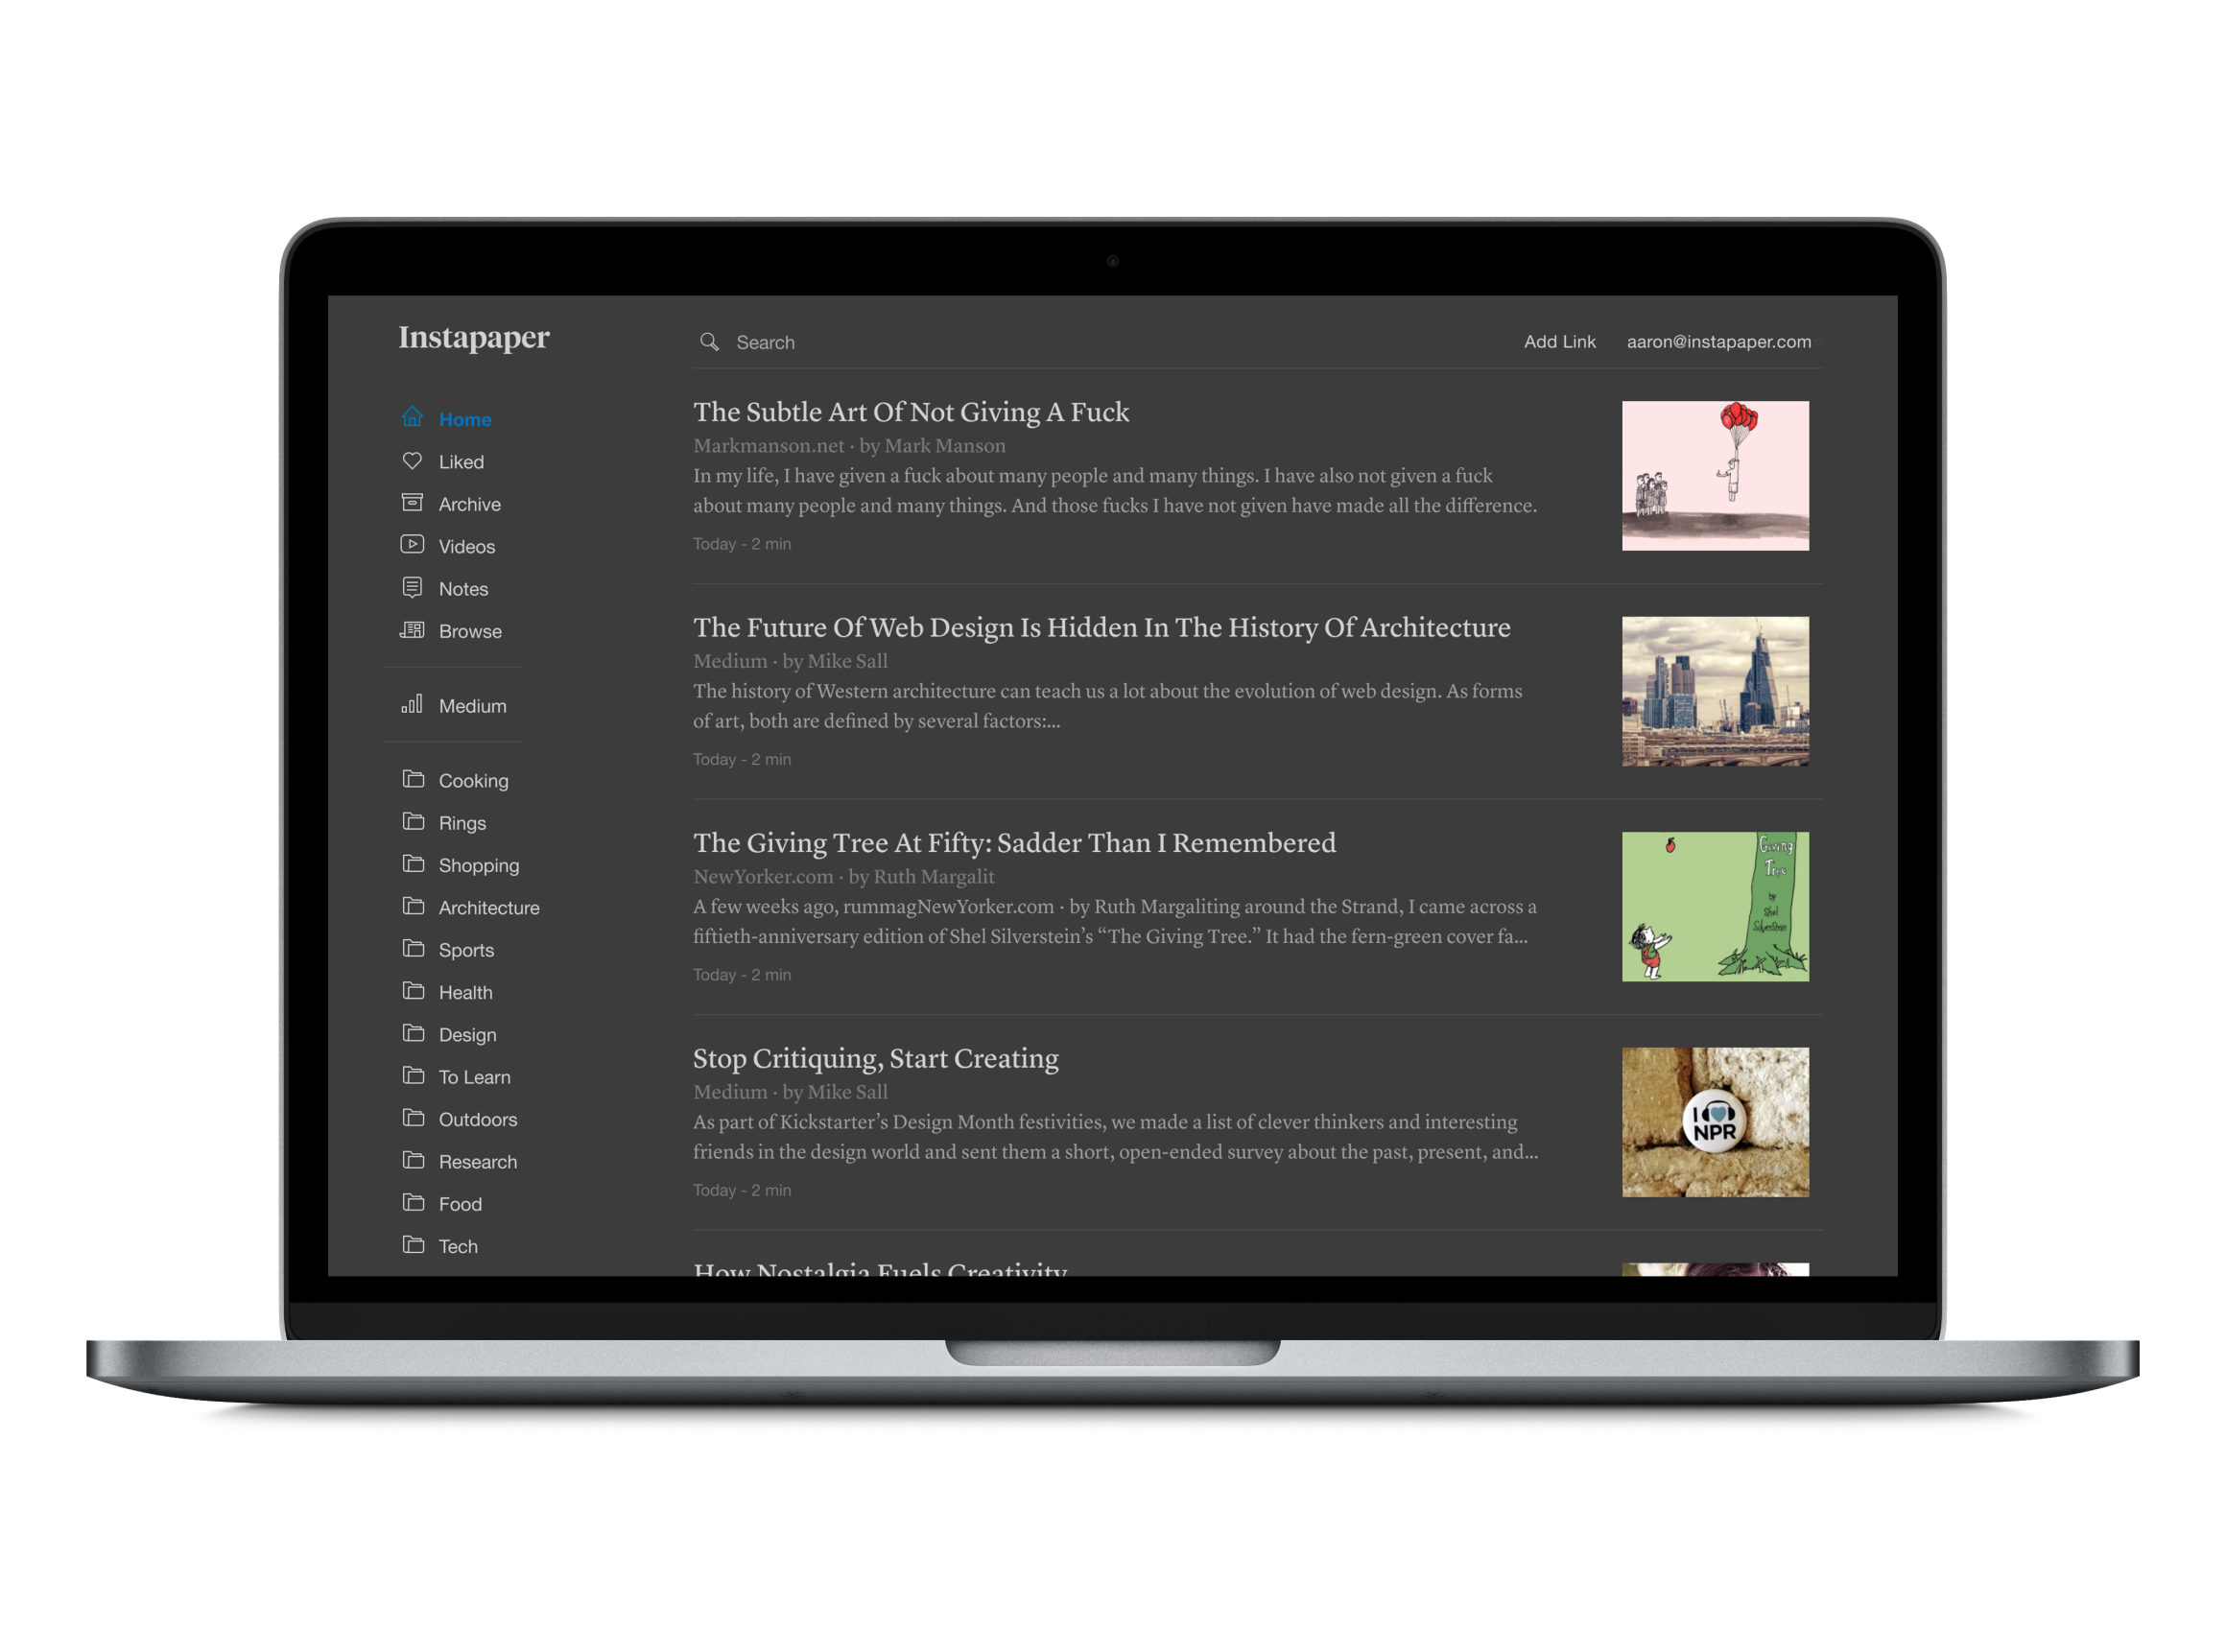 Instapaper
Search
Add Link
aaron@instapaper.com
Home
Liked
Archive
Videos
Notes
Browse
Medium
Cooking
Rings
Shopping
Architecture
Sports
Health
Design
To Learn
Outdoors
Research
Food
Tech
The Subtle Art Of Not Giving A Fuck
Markmanson.net · by Mark Manson
In my life, I have given a fuck about many people and many things. I have also not given a fuck
about many people and many things. And those fucks I have not given have made all the difference.
Today - 2 min
The Future Of Web Design Is Hidden In The History Of Architecture
Medium · by Mike Sall
The history of Western architecture can teach us a lot about the evolution of web design. As forms
of art, both are defined by several factors:...
Today - 2 min
The Giving Tree At Fifty: Sadder Than I Remembered
NewYorker.com · by Ruth Margalit
A few weeks ago, rummagNewYorker.com · by Ruth Margaliting around the Strand, I came across a
fiftieth-anniversary edition of Shel Silverstein’s “The Giving Tree.” It had the fern-green cover fa...
Today - 2 min
Giving
Tree
by
Shel
Silverstein
Stop Critiquing, Start Creating
Medium · by Mike Sall
As part of Kickstarter’s Design Month festivities, we made a list of clever thinkers and interesting
friends in the design world and sent them a short, open-ended survey about the past, present, and...
Today - 2 min
I
NPR
How Nostalgia Fuels Creativity